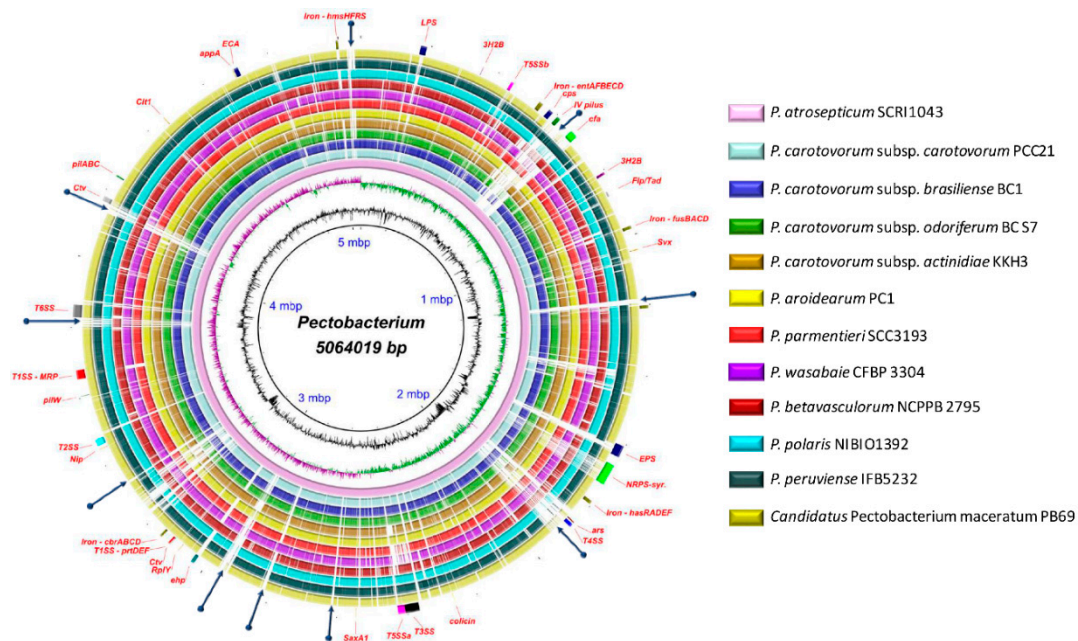 Iron - hmsHFRS
LPS
ECA
appA
3H2B
T5SSb
Iron - entAFBECD
cps
IV pilus
cfa
Clt1
pilABC
Ctv
3H2B
Flp/Tad
Iron - fusBACD
Svx
T6SS
T1SS - MRP
pilW
T2SS
Nip
5 mbp
4 mbp
1 mbp
Pectobacterium
5064019 bp
3 mbp
2 mbp
EPS
NRPS-syr.
Iron - hasRADEF
ars
T4SS
Iron - cbrABCD
T1SS - prtDEF
Ctv
RplY
ehp
SaxA1
T5SSa
T3SS
colicin
P. atrosepticum SCRI1043
P. carotovorum subsp. carotovorum PCC21
P. carotovorum subsp. brasiliense BC1
P. carotovorum subsp. odoriferum BC S7
P. carotovorum subsp. actinidiae KKH3
P. aroidearum PC1
P. parmentieri SCC3193
P. wasabaie CFBP 3304
P. betavasculorum NCPPB 2795
P. polaris NIBIO1392
P. peruviense IFB5232
Candidatus Pectobacterium maceratum PB69